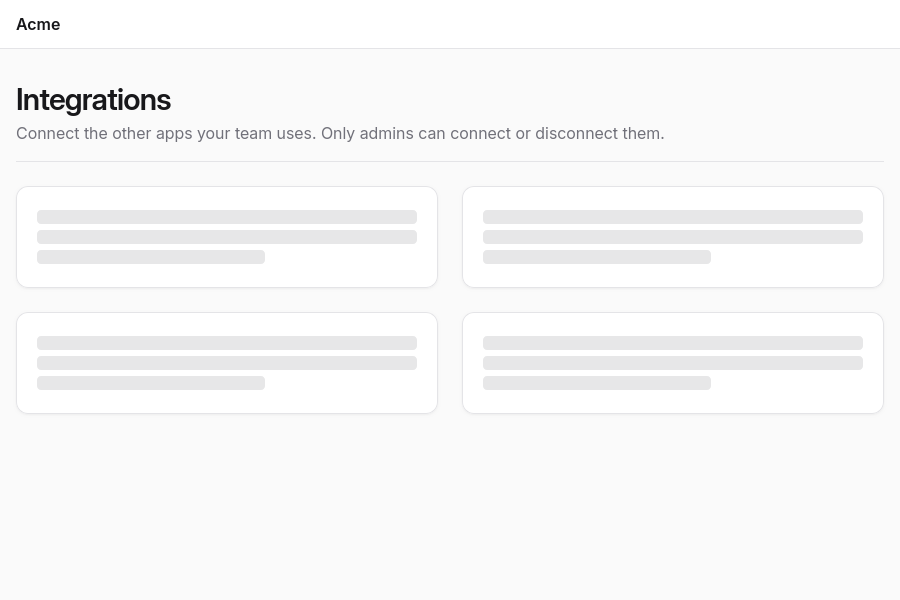 Acme
Integrations
Connect the other apps your team uses. Only admins can connect or disconnect them.